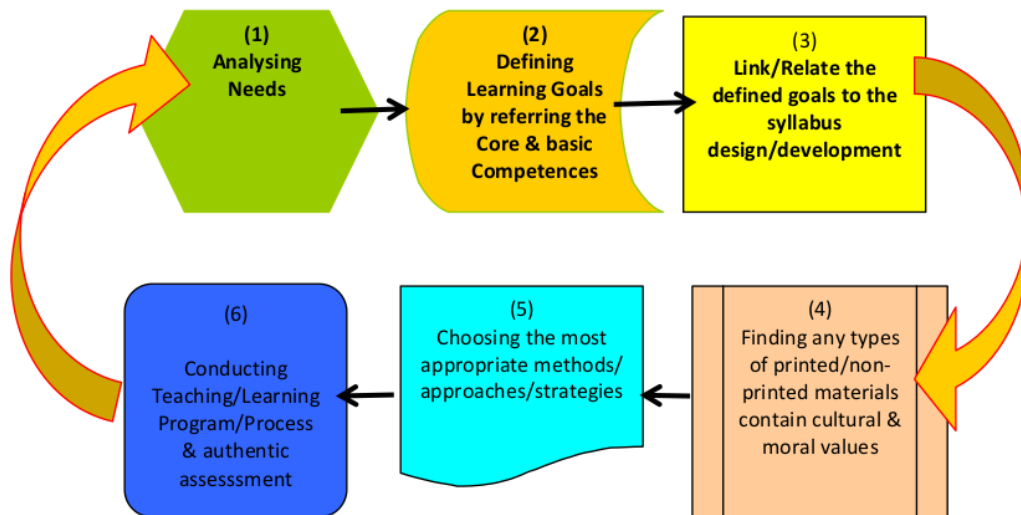 (1)
Analysing
Needs
(2)
Defining
Learning Goals
by referring the
Core & basic
Competences
(3)
Link/Relate the
defined goals to the
syllabus
design/development
(4)
Finding any types
of printed/non-
printed materials
contain cultural &
moral values
(5)
Choosing the most
appropriate methods/
approaches/strategies
(6)
Conducting
Teaching/Learning
Program/Process
& authentic
assesssment